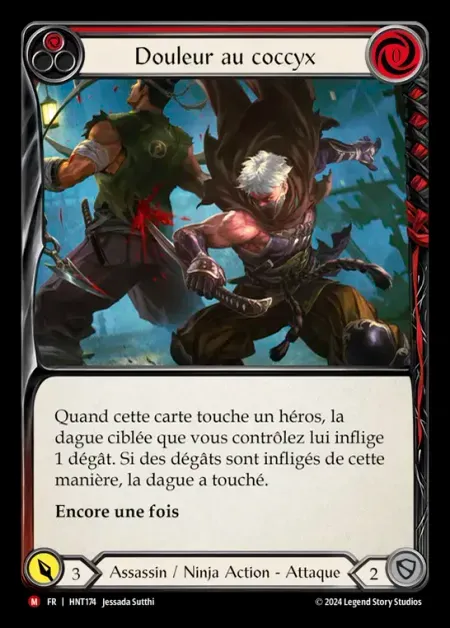 Douleur au coccyx
0
Quand cette carte touche un héros, la
dague ciblée que vous contrôlez lui inflige
1 dégât. Si des dégâts sont infligés de cette
manière, la dague a touché.
Encore une fois
3
Assassin / Ninja Action - Attaque
2
M FR | HNT174 Jessada Sutthi
© 2024 Legend Story Studios